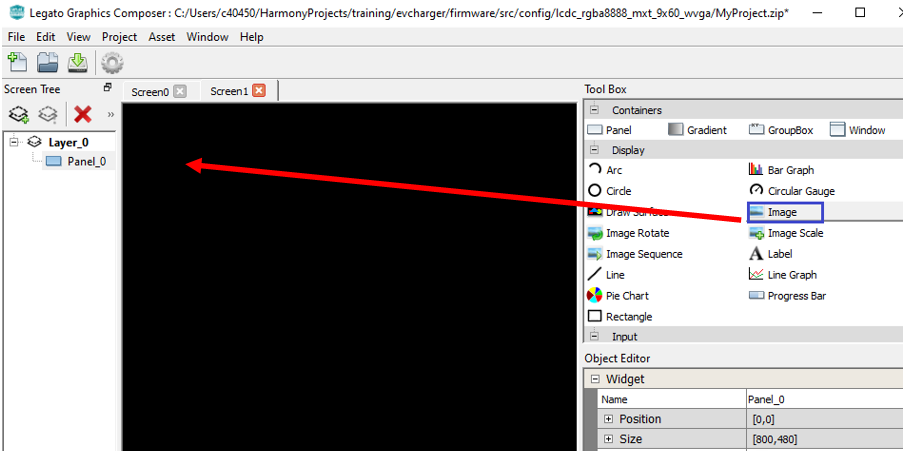 Legato Graphics Composer : C:/Users/c40450/HarmonyProjects/training/evcharger/firmware/src/config/lcdc_rgba8888_mxt_9x60_wvga/MyProject.zip*
File Edit View Project Asset Window Help
Screen Tree
Screen0 Screen1
Tool Box
»
Layer_0
Panel_0
Containers
Panel Gradient GroupBox Window
Display
Arc Bar Graph
Circle Circular Gauge
Draw Surface Image
Image Rotate Image Scale
Image Sequence Label
Line Line Graph
Pie Chart Progress Bar
Rectangle
Input
Object Editor
Widget
Name Panel_0
Position [0,0]
Size [800,480]